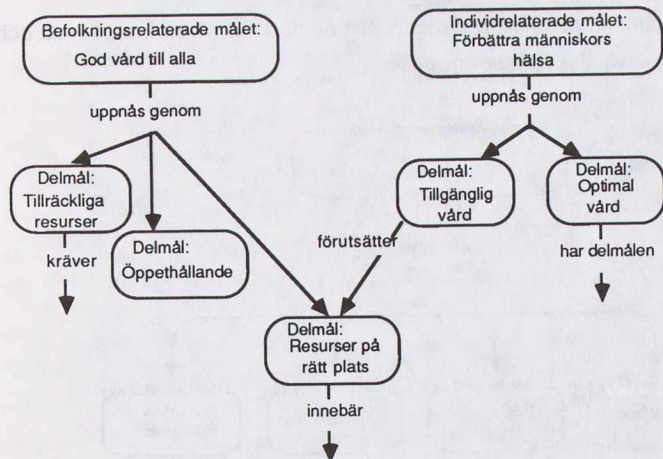 Befolkningsrelaterade målet:
God vård till alla
Individrelaterade målet:
Förbättra människors
hälsa
uppnås genom
uppnås genom
Delmål:
Tillräckliga
resurser
Delmål:
Öppethållande
Delmål:
Tillgänglig
vård
Delmål:
Optimal
vård
kräver
förutsätter
har delmålen
Delmål:
Resurser på
rätt plats
innebär